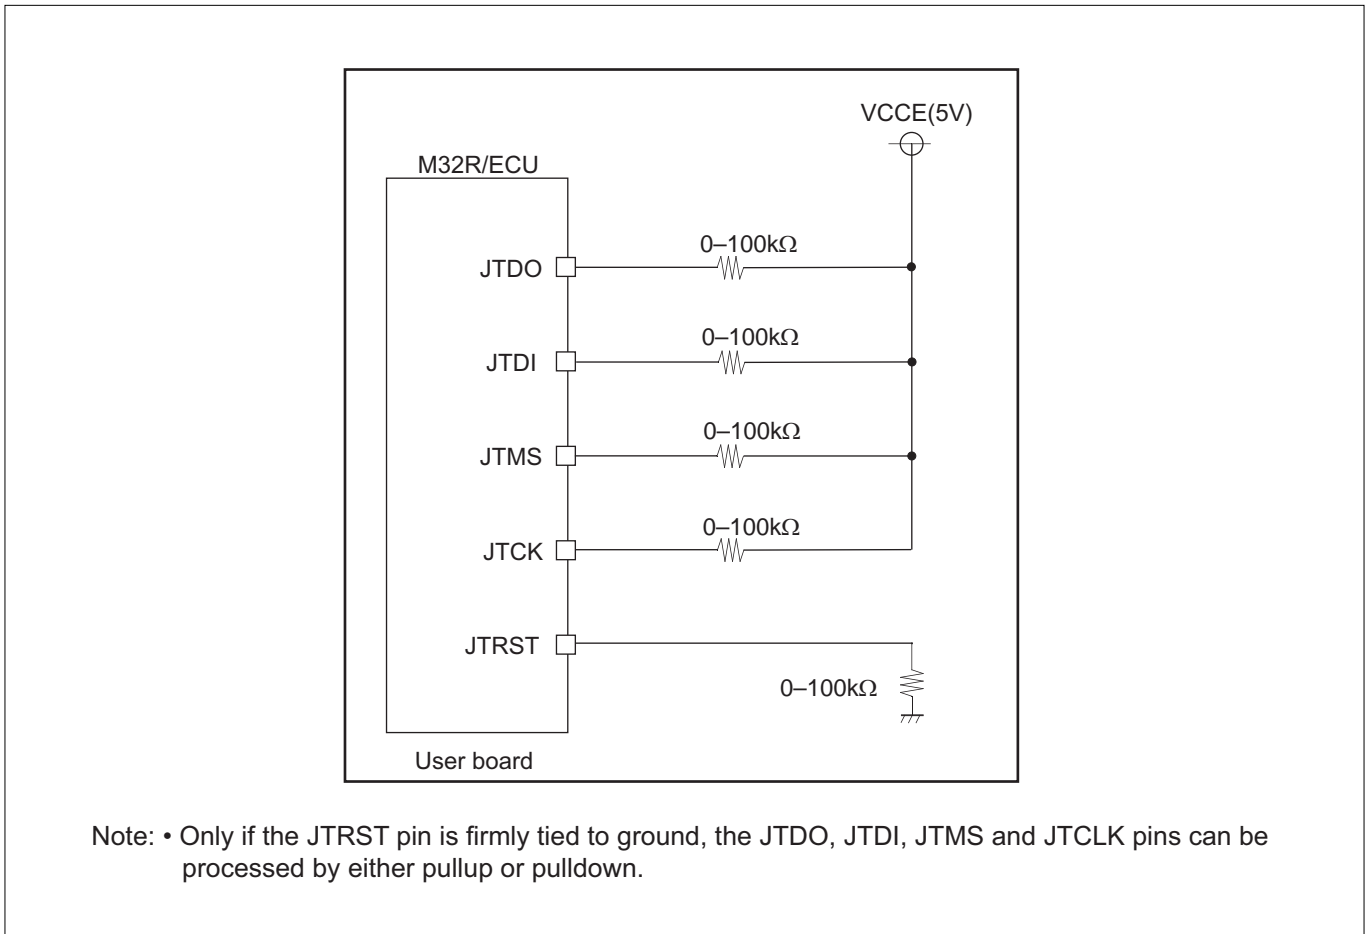 VCCE(5V)
M32R/ECU
0–100kΩ
JTDO
0–100kΩ
JTDI
0–100kΩ
JTMS
0–100kΩ
JTCK
JTRST
0–100kΩ
User board
Note: • Only if the JTRST pin is firmly tied to ground, the JTDO, JTDI, JTMS and JTCLK pins can be
processed by either pullup or pulldown.